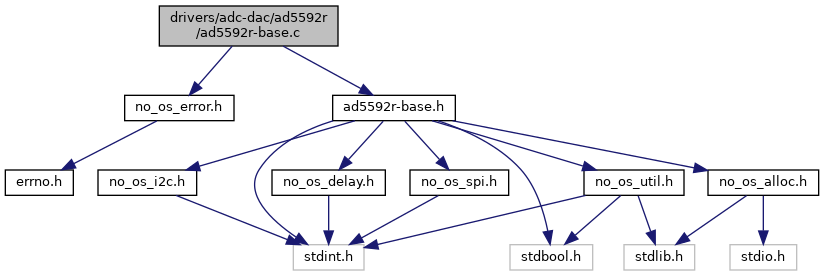 drivers/adc-dac/ad5592r
/ad5592r-base.c
no_os_error.h
ad5592r-base.h
errno.h
no_os_i2c.h
no_os_delay.h
no_os_spi.h
no_os_util.h
no_os_alloc.h
stdint.h
stdbool.h
stdlib.h
stdio.h